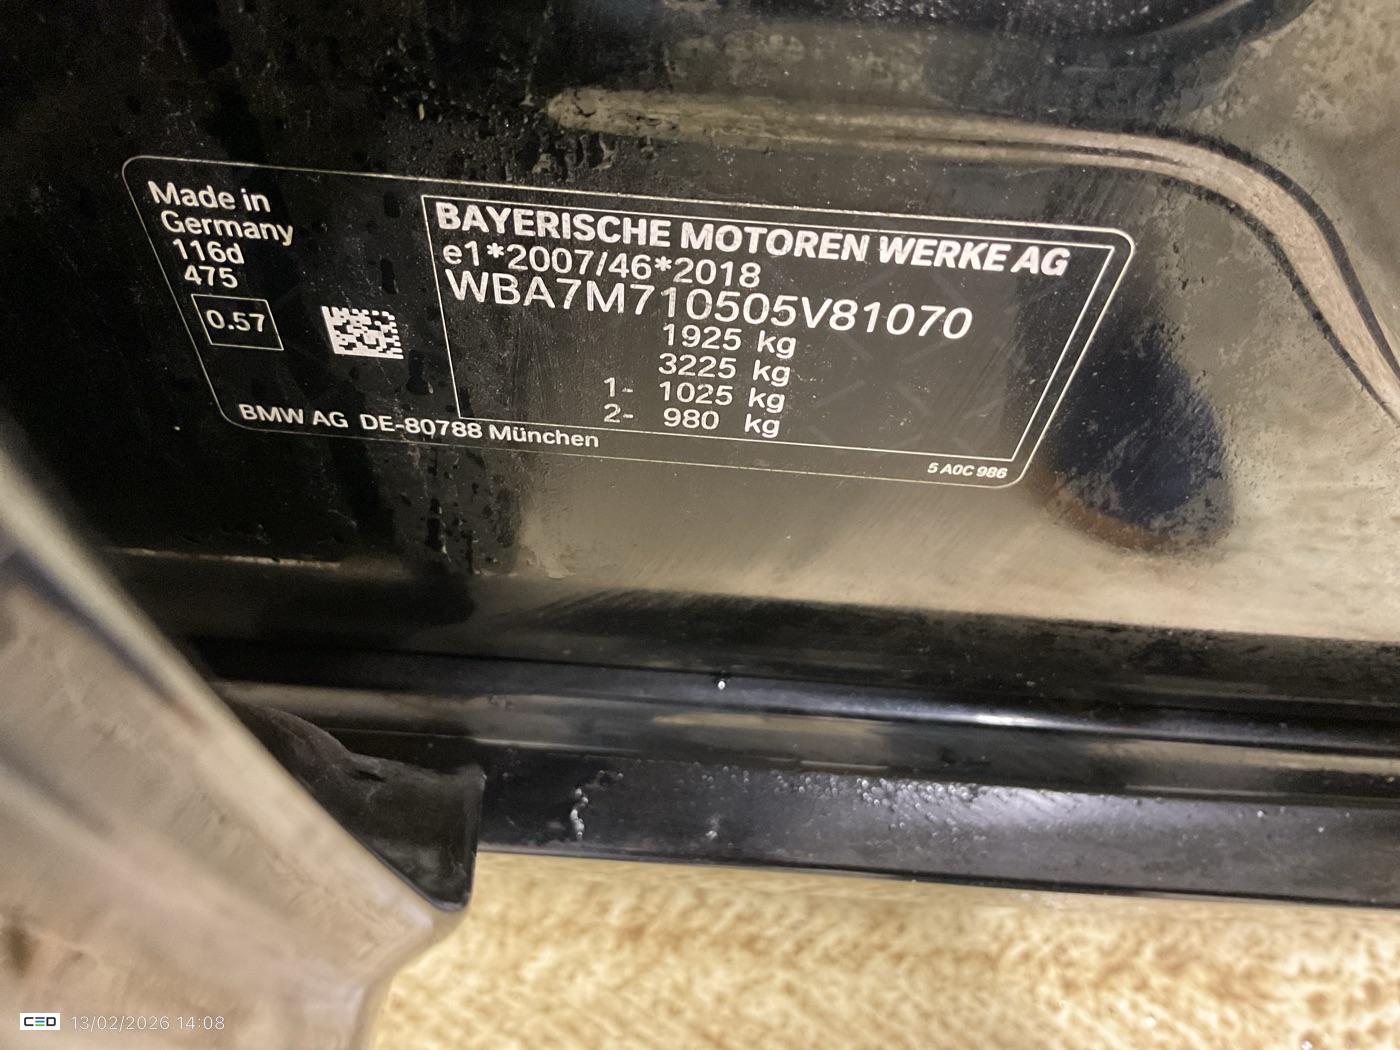 Made in
Germany
116d
475
0.57
BMW AG DE-80788 München
BAYERISCHE MOTOREN WERKE AG
e1*2007/46*2018
WBA7M710505V81070
1925 kg
3225 kg
1- 1025 kg
2- 980 kg
5 A0C 986
CED 13/02/2026 14:08